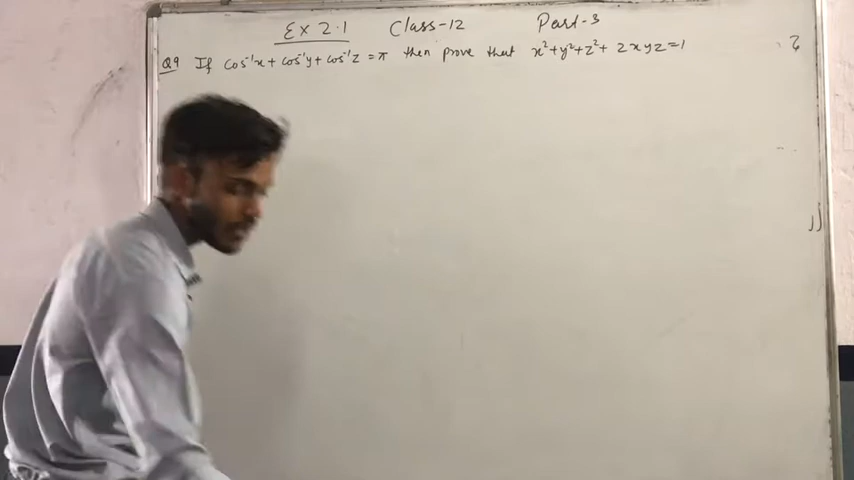 Ex 2.1 Class-12 Part-3
Q9 If cos⁻¹x + cos⁻¹y + cos⁻¹z = π then prove that x²+y²+z²+ 2xyz=1